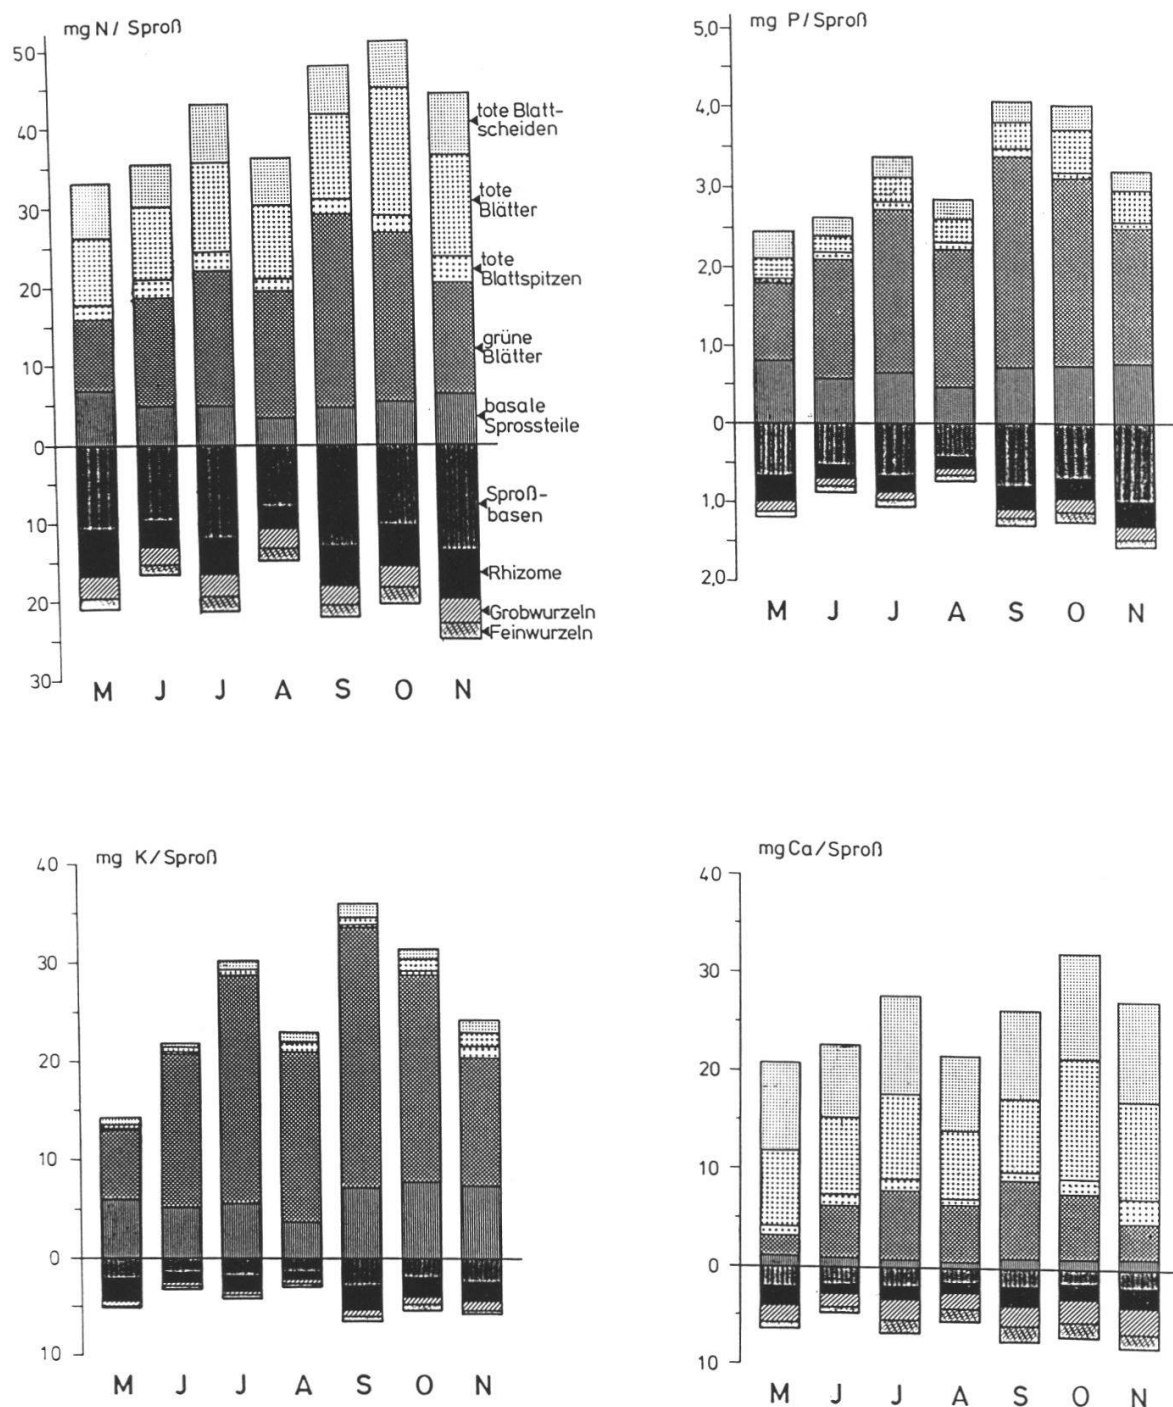 mg N / Sproß
50
40
30
20
10
0
10
20
30
tote Blatt-
scheiden
tote
Blätter
tote
Blattspitzen
grüne
Blätter
basale
Sprossteile
Sproß-
basen
Rhizome
Grobwurzeln
Feinwurzeln
M J J A S O N
mg P / Sproß
5,0
4,0
3,0
2,0
1,0
0
1,0
2,0
M J J A S O N
mg K / Sproß
40
30
20
10
0
10
M J J A S O N
mg Ca / Sproß
40
30
20
10
0
10
M J J A S O N